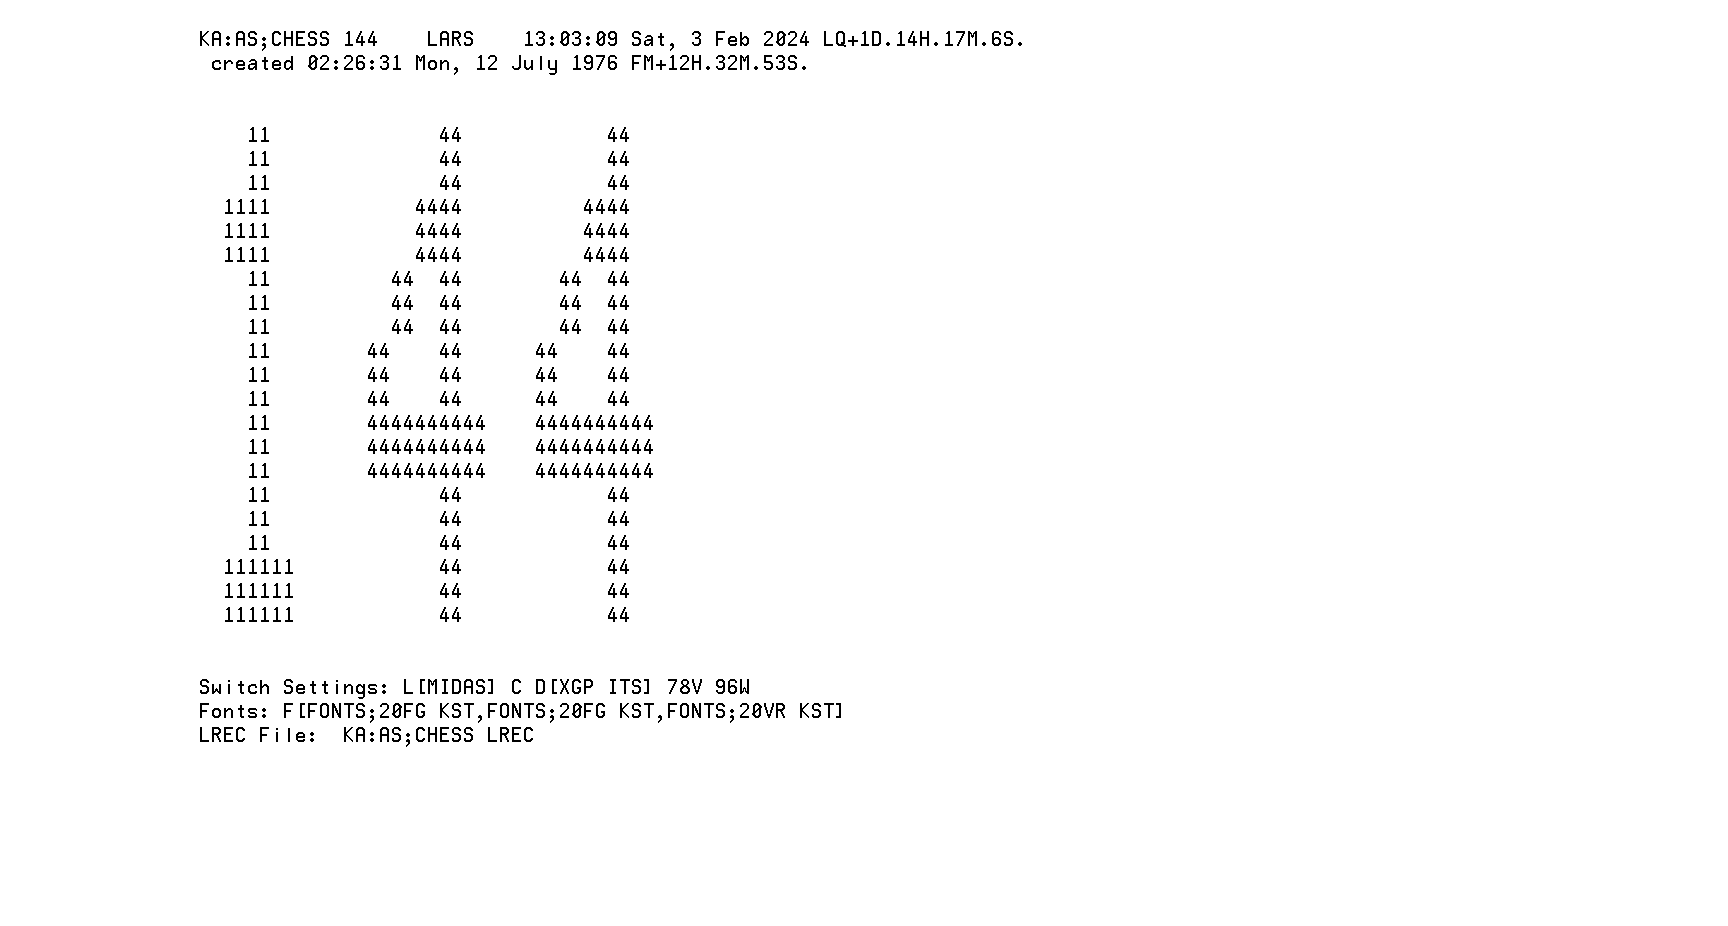 KA:AS;CHESS 144    LARS    13:03:09 Sat, 3 Feb 2024 LQ+1D.14H.17M.6S.
 created 02:26:31 Mon, 12 July 1976 FM+12H.32M.53S.
    11              44            44
    11              44            44
    11              44            44
  1111            4444          4444
  1111            4444          4444
  1111            4444          4444
    11          44  44        44  44
    11          44  44        44  44
    11          44  44        44  44
    11        44    44      44    44
    11        44    44      44    44
    11        44    44      44    44
    11        4444444444    4444444444
    11        4444444444    4444444444
    11        4444444444    4444444444
    11              44            44
    11              44            44
    11              44            44
  111111            44            44
  111111            44            44
  111111            44            44
Switch Settings: L[MIDAS] C D[XGP ITS] 78V 96W
Fonts: F[FONTS;20FG KST,FONTS;20FG KST,FONTS;20VR KST]
LREC File:  KA:AS;CHESS LREC